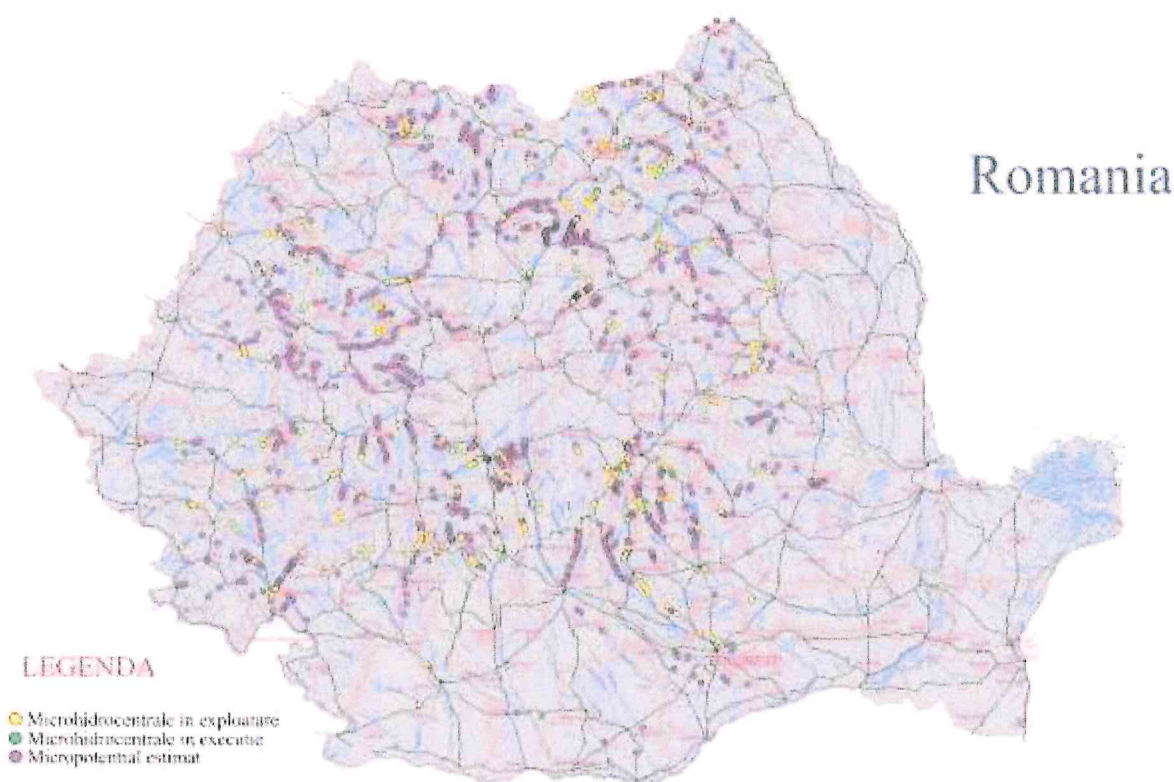 Romania
LEGENDA
Microhidrocentrale in exploatare
Microhidrocentrale in executie
Micropotential estimat